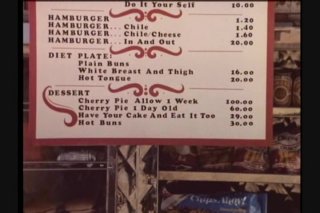 Do It Your Self 10.00
HAMBURGER 1.20
HAMBURGER...Chile 1.40
HAMBURGER...Chile/Cheese 1.60
HAMBURGER...In And Out 20.00
DIET PLATE:
Plain Buns
White Breast And Thigh 16.00
Hot Tongue 20.00
DESSERT
Cherry Pie Allow 1 Week 100.00
Cherry Pie 1 Day Old 60.00
Have Your Cake And Eat It Too 29.00
Hot Buns 30.00